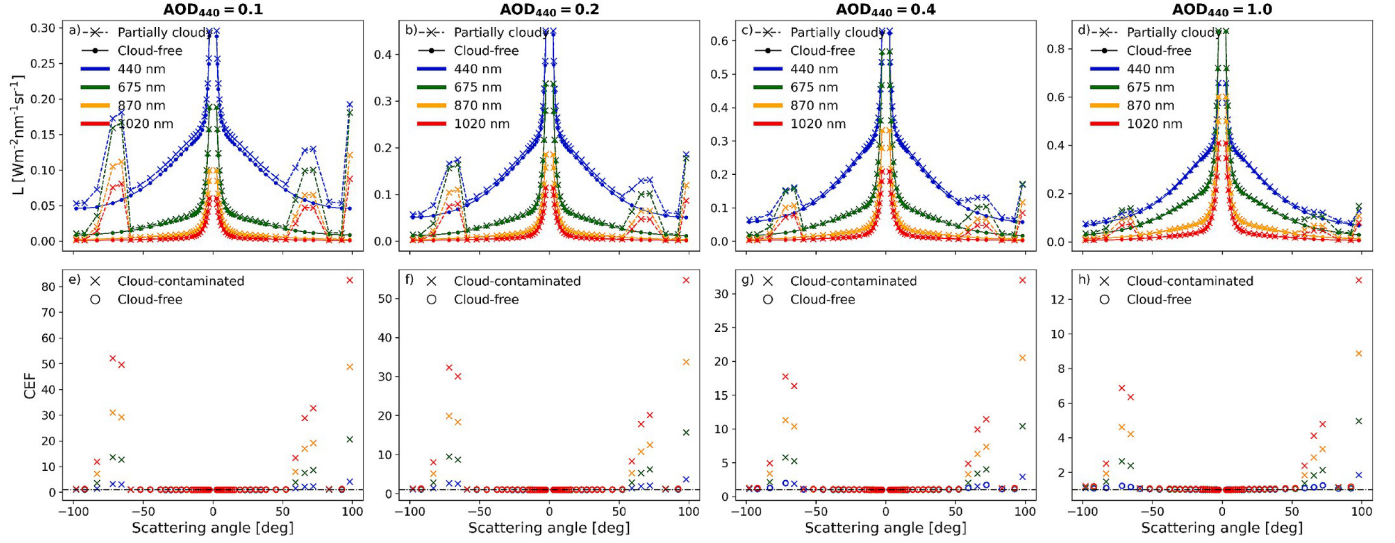 AOD440 = 0.1
AOD440 = 0.2
AOD440 = 0.4
AOD440 = 1.0
a)
Partially cloudy
Cloud-free
440 nm
675 nm
870 nm
1020 nm
0.30
0.25
0.20
0.15
0.10
0.05
0.00
L [Wm⁻²nm⁻¹sr⁻¹]
b)
Partially cloudy
Cloud-free
440 nm
675 nm
870 nm
1020 nm
0.4
0.3
0.2
0.1
0.0
c)
Partially cloudy
Cloud-free
440 nm
675 nm
870 nm
1020 nm
0.6
0.5
0.4
0.3
0.2
0.1
0.0
d)
Partially cloudy
Cloud-free
440 nm
675 nm
870 nm
1020 nm
0.8
0.6
0.4
0.2
0.0
e)
Cloud-contaminated
Cloud-free
80
70
60
50
40
30
20
10
0
CEF
−100 −50 0 50 100
Scattering angle [deg]
f)
Cloud-contaminated
Cloud-free
50
40
30
20
10
0
−100 −50 0 50 100
Scattering angle [deg]
g)
Cloud-contaminated
Cloud-free
30
25
20
15
10
5
0
−100 −50 0 50 100
Scattering angle [deg]
h)
Cloud-contaminated
Cloud-free
12
10
8
6
4
2
−100 −50 0 50 100
Scattering angle [deg]